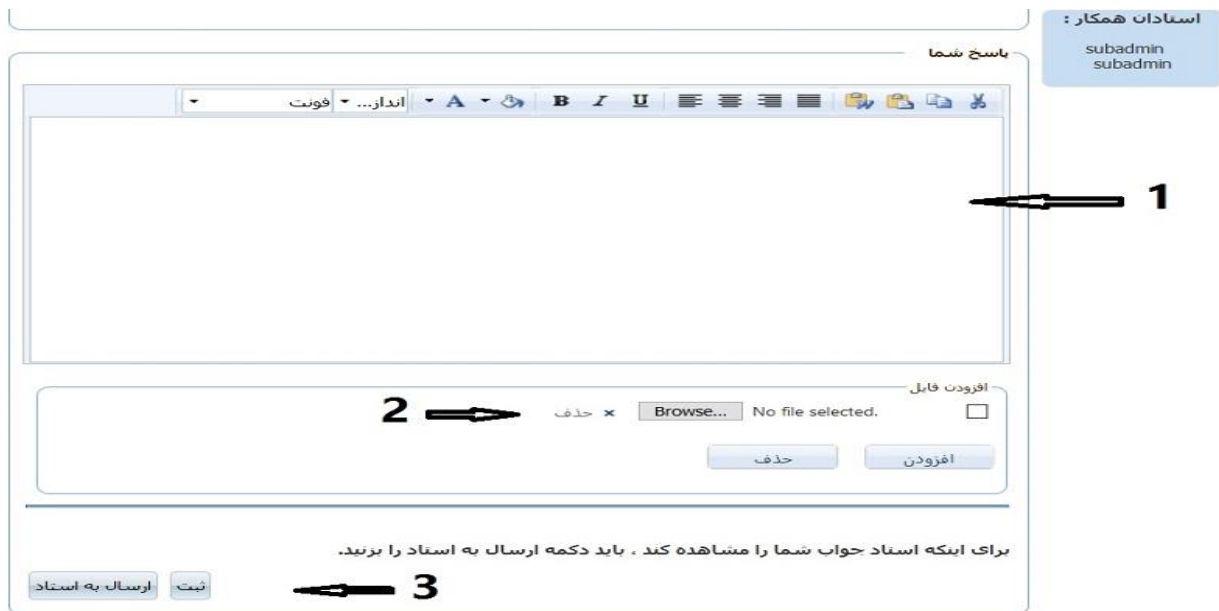 استادان همکار :
subadmin
subadmin
پاسخ شما
انداز... فونت
1
افزودن فایل
No file selected. Browse... × حذف
2
افزودن حذف
برای اینکه استاد جواب شما را مشاهده کند ، باید دکمه ارسال به استاد را بزنید.
ثبت ارسال به استاد
3